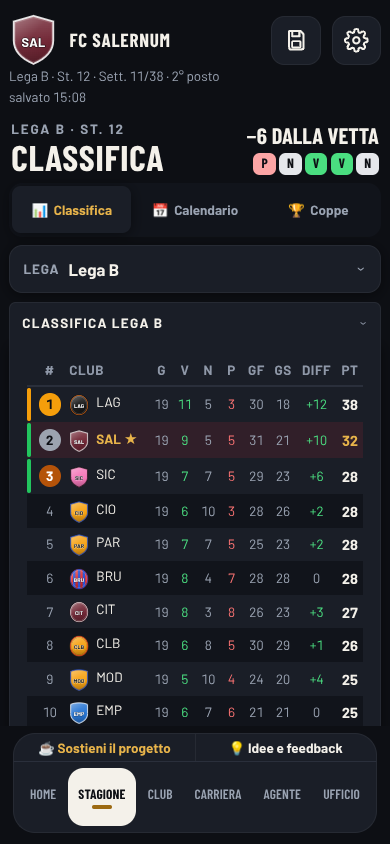 SAL FC SALERNUM
Lega B · St. 12 · Sett. 11/38 · 2° posto
salvato 15:08
LEGA B · ST. 12
−6 DALLA VETTA
CLASSIFICA
P N V V N
📊 Classifica 📅 Calendario 🏆 Coppe
LEGA Lega B
CLASSIFICA LEGA B
# CLUB G V N P GF GS DIFF PT
1 LAG LAG 19 11 5 3 30 18 +12 38
2 SAL SAL ★ 19 9 5 5 31 21 +10 32
3 SIC SIC 19 7 7 5 29 23 +6 28
4 CIO CIO 19 6 10 3 28 26 +2 28
5 PAR PAR 19 7 7 5 25 23 +2 28
6 BRU BRU 19 8 4 7 28 28 0 28
7 CIT CIT 19 8 3 8 26 23 +3 27
8 CLB CLB 19 6 8 5 30 29 +1 26
9 MOD MOD 19 5 10 4 24 20 +4 25
10 EMP EMP 19 6 7 6 21 21 0 25
☕ Sostieni il progetto 💡 Idee e feedback
HOME STAGIONE CLUB CARRIERA AGENTE UFFICIO